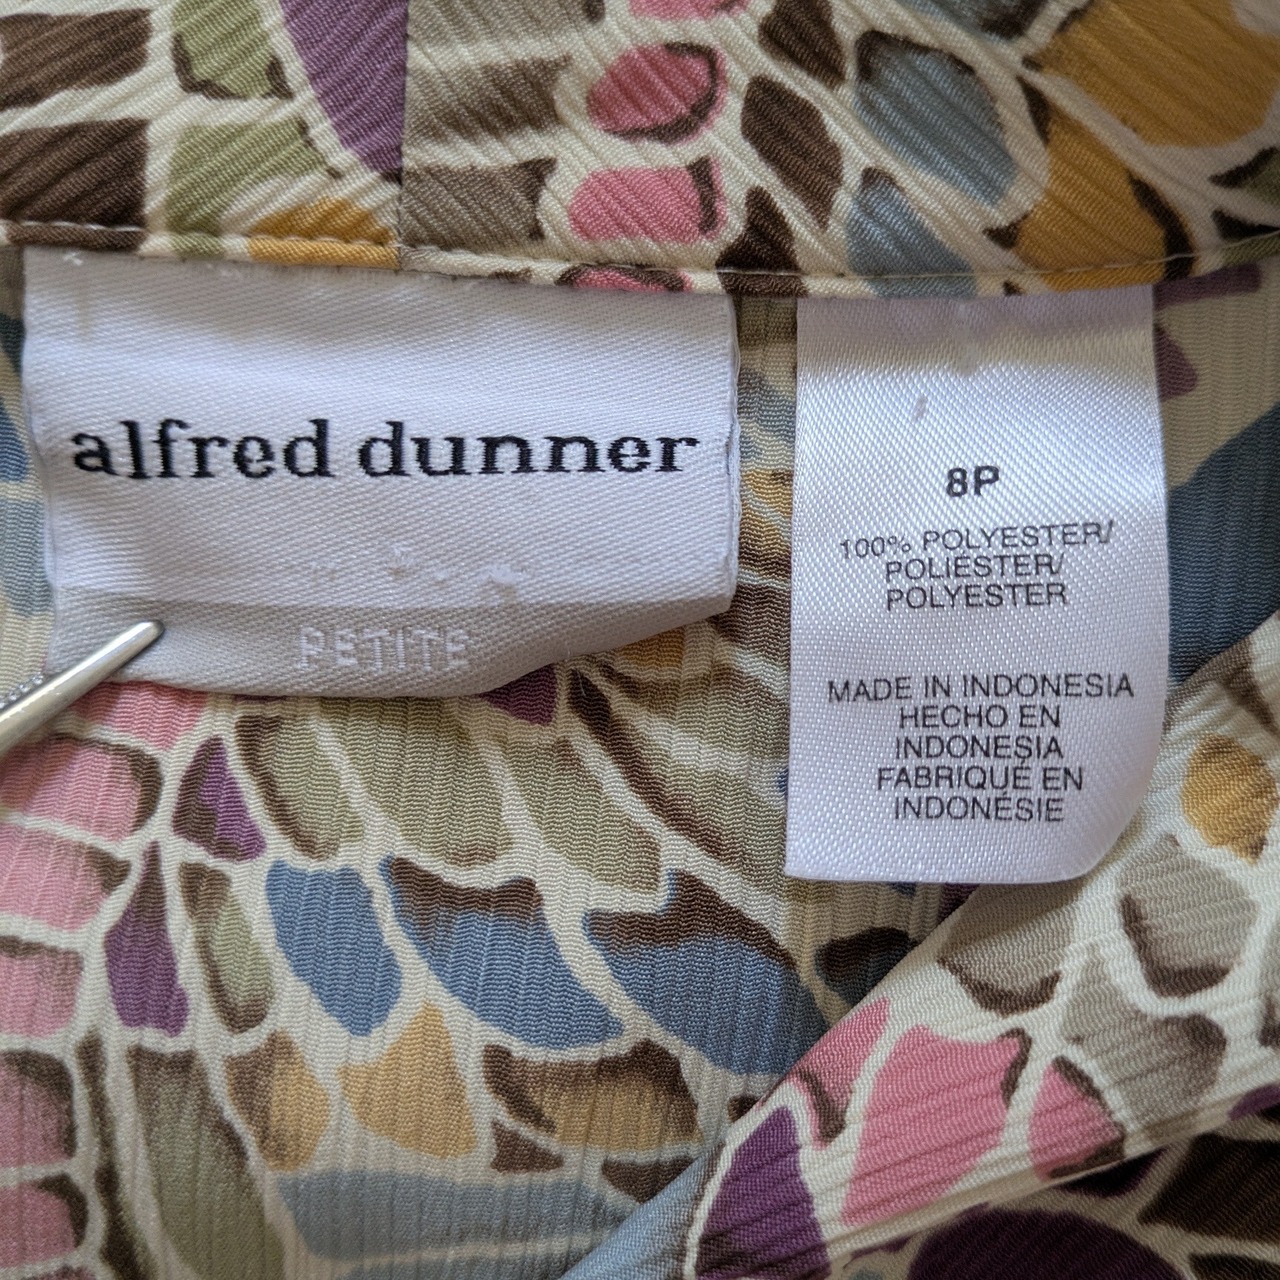 alfred dunner
PETITE
8P
100% POLYESTER/
POLIESTER/
POLYESTER
MADE IN INDONESIA
HECHO EN
INDONESIA
FABRIQUÉ EN
INDONÉSIE